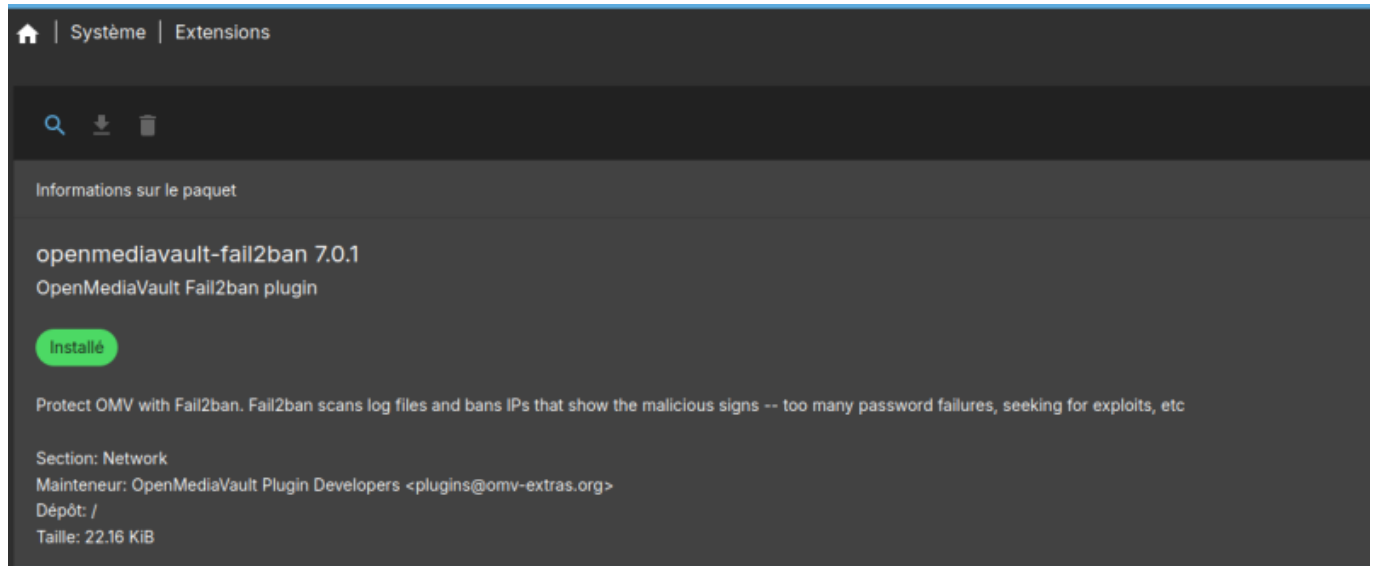 | Système | Extensions
Informations sur le paquet
openmediavault-fail2ban 7.0.1
OpenMediaVault Fail2ban plugin
Installé
Protect OMV with Fail2ban. Fail2ban scans log files and bans IPs that show the malicious signs -- too many password failures, seeking for exploits, etc
Section: Network
Mainteneur: OpenMediaVault Plugin Developers <plugins@omv-extras.org>
Dépôt: /
Taille: 22.16 KiB